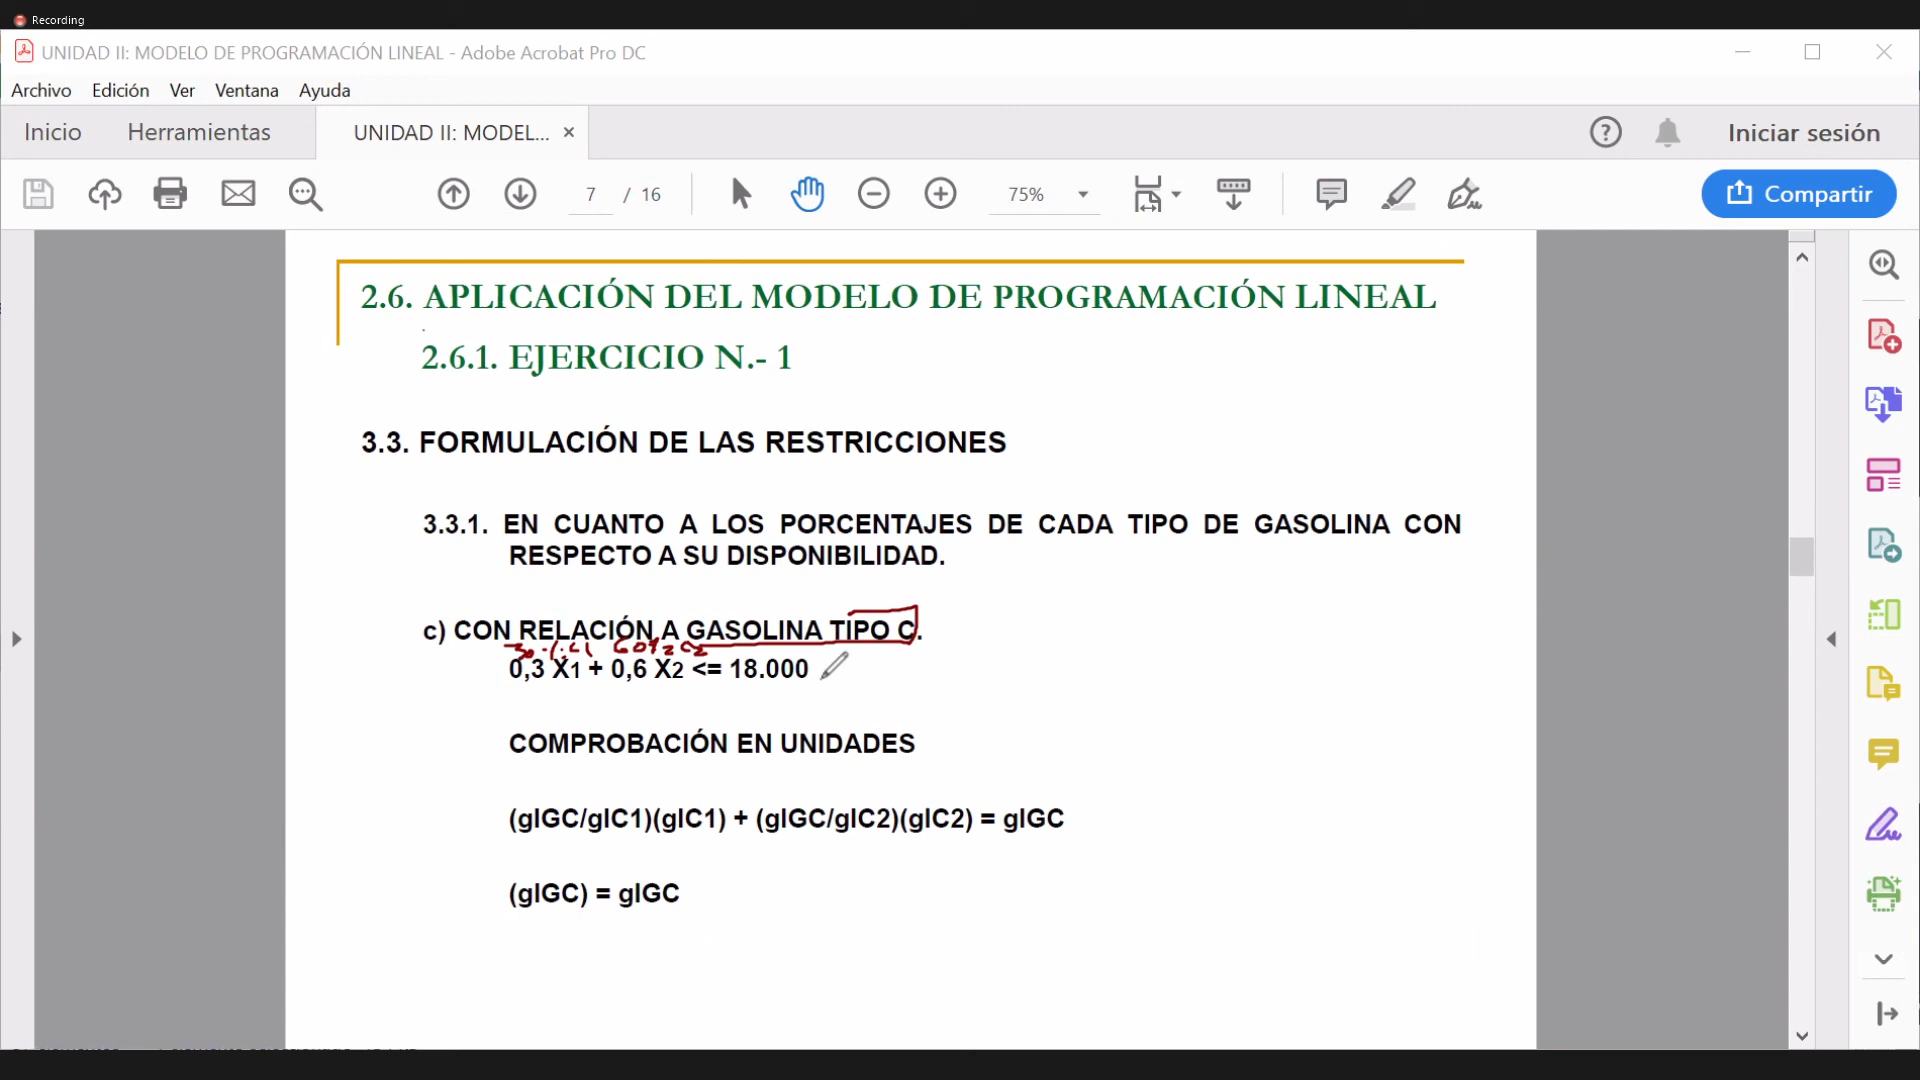 Recording
UNIDAD II: MODELO DE PROGRAMACIÓN LINEAL - Adobe Acrobat Pro DC
Archivo Edición Ver Ventana Ayuda
Inicio Herramientas UNIDAD II: MODEL... × Iniciar sesión
7 / 16 75% Compartir
2.6. APLICACIÓN DEL MODELO DE PROGRAMACIÓN LINEAL
2.6.1. EJERCICIO N.- 1
3.3. FORMULACIÓN DE LAS RESTRICCIONES
3.3.1. EN CUANTO A LOS PORCENTAJES DE CADA TIPO DE GASOLINA CON
RESPECTO A SU DISPONIBILIDAD.
c) CON RELACIÓN A GASOLINA TIPO C.
30% C1 60% C2
0,3 X1 + 0,6 X2 <= 18.000
COMPROBACIÓN EN UNIDADES
(glGC/glC1)(glC1) + (glGC/glC2)(glC2) = glGC
(glGC) = glGC